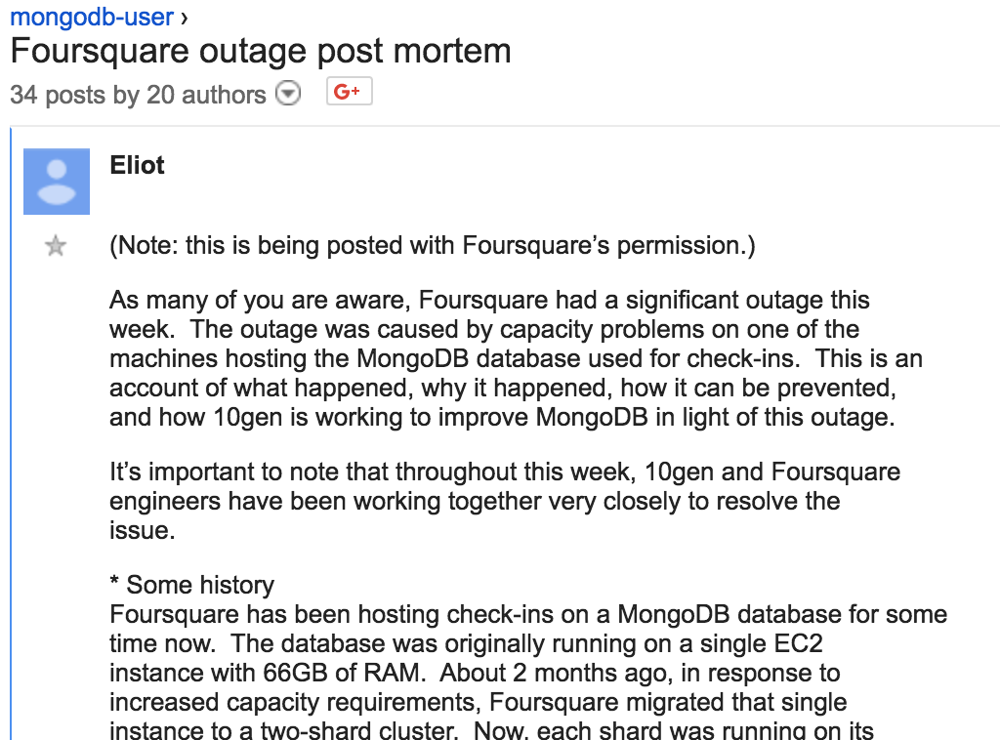 mongodb-user ›
Foursquare outage post mortem
34 posts by 20 authors
G+
Eliot
(Note: this is being posted with Foursquare’s permission.)
As many of you are aware, Foursquare had a significant outage this
week.  The outage was caused by capacity problems on one of the
machines hosting the MongoDB database used for check-ins.  This is an
account of what happened, why it happened, how it can be prevented,
and how 10gen is working to improve MongoDB in light of this outage.
It’s important to note that throughout this week, 10gen and Foursquare
engineers have been working together very closely to resolve the
issue.
* Some history
Foursquare has been hosting check-ins on a MongoDB database for some
time now.  The database was originally running on a single EC2
instance with 66GB of RAM.  About 2 months ago, in response to
increased capacity requirements, Foursquare migrated that single
instance to a two-shard cluster.  Now, each shard was running on its